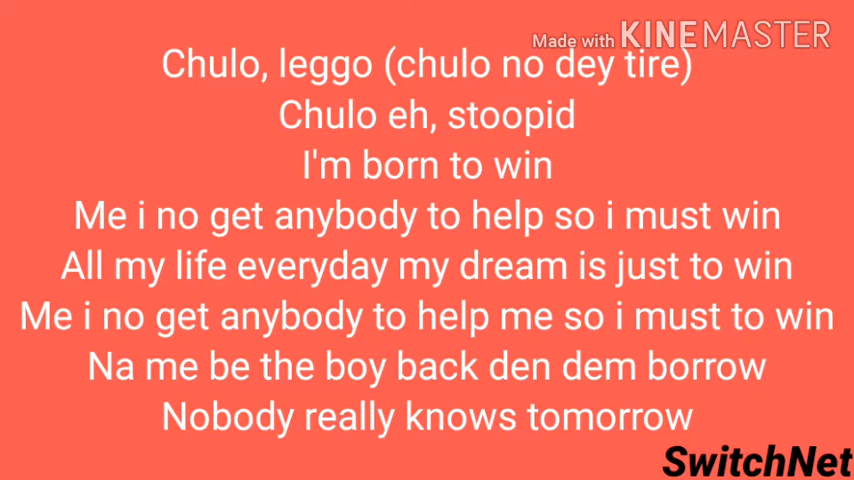 Made with KINEMASTER
Chulo, leggo (chulo no dey tire)
Chulo eh, stoopid
I'm born to win
Me i no get anybody to help so i must win
All my life everyday my dream is just to win
Me i no get anybody to help me so i must to win
Na me be the boy back den dem borrow
Nobody really knows tomorrow
SwitchNet